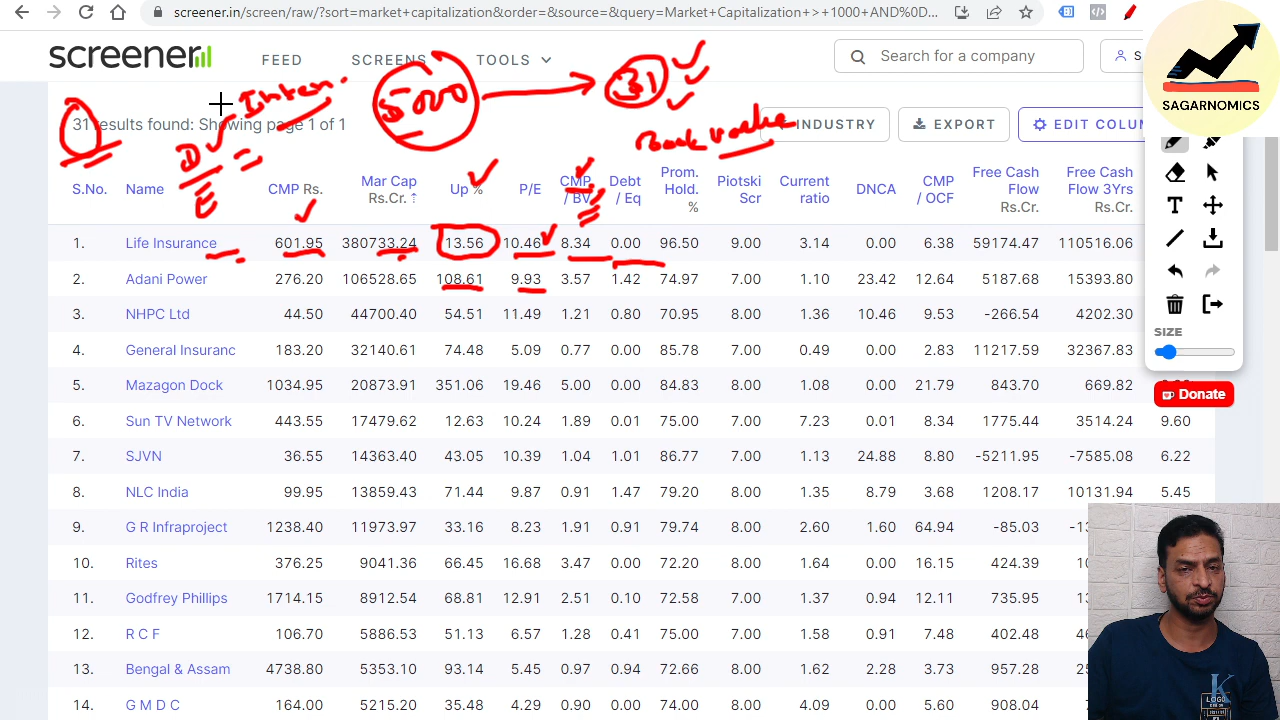 screener.in/screen/raw/?sort=market+capitalization&order=&source=&query=Market+Capitalization+>+1000+AND%0D...
screener
FEED
SCREENS
TOOLS
Search for a company
S
SAGARNOMICS
31 results found: Showing page 1 of 1
5000
31
Book value
D
E
INDUSTRY
EXPORT
EDIT COLUM
S.No. Name CMP Rs. Mar Cap Rs.Cr. ↑ Up % P/E CMP / BV Debt / Eq Prom. Hold. % Piotski Scr Current ratio DNCA CMP / OCF Free Cash Flow Rs.Cr. Free Cash Flow 3Yrs Rs.Cr.
1. Life Insurance 601.95 380733.24 13.56 10.46 8.34 0.00 96.50 9.00 3.14 .38 59174.47
2. Adani Power 276.20 106528.65 108.61 9.93 3.57 1.42 74.97 7.00 1.10 23.42 12.64 5187.68 15393.80
3. NHPC Ltd 44.50 44700.40 11.49 1.21 0.80 70.95 9.00 1.36 10.46 9.53 -266.54 4202.30
4. General Insuranc 183.20 32140.61 74.48 5.09 0.77 0.00 85.78 7.00 0.49 0.00 2.83 11217.59 32367.83
5. Mazagon Dock 1034.95 20873.91 351.06 19.46 5.00 0.00 84.83 8.00 1.08 0.00 21.79 843.70 669.82
6. Sun TV Network 443.55 17479.62 12.63 10.24 1.89 0.01 75.00 7.00 7.23 0.01 8.34 1775.44 3514.24 9.60
7. SJVN 36.55 14363.40 43.05 10.39 1.04 1.01 86.77 7.00 1.13 24.88 8.80 -5211.95 -7585.08 6.22
8. NLC India 99.95 13859.43 71.44 9.87 0.91 1.47 79.20 8.00 1.35 8.79 3.68 1208.17 10131.94 5.45
9. G R Infraproject 1238.40 11973.97 33.16 8.23 1.91 0.91 79.74 8.00 2.60 1.60 64.94 -85.03
10. Rites 376.25 9041.36 66.45 16.68 3.47 0.00 72.20 8.00 1.64 0.00 16.15 424.39
11. Godfrey Phillips 1714.15 8912.54 68.81 12.91 2.51 0.10 72.58 7.00 1.37 0.94 12.11 735.95
12. R C F 106.70 5886.53 51.13 6.57 1.28 0.41 75.00 7.00 1.58 0.91 7.48 402.48
13. Bengal & Assam 4738.80 5353.10 93.14 5.45 0.97 0.94 72.66 8.00 1.62 2.28 3.73 957.28
14. G M D C 164.00 5215.20 35.48 4.29 0.90 0.00 74.00 8.00 4.09 0.00 908.04
SIZE
Donate
LOGO